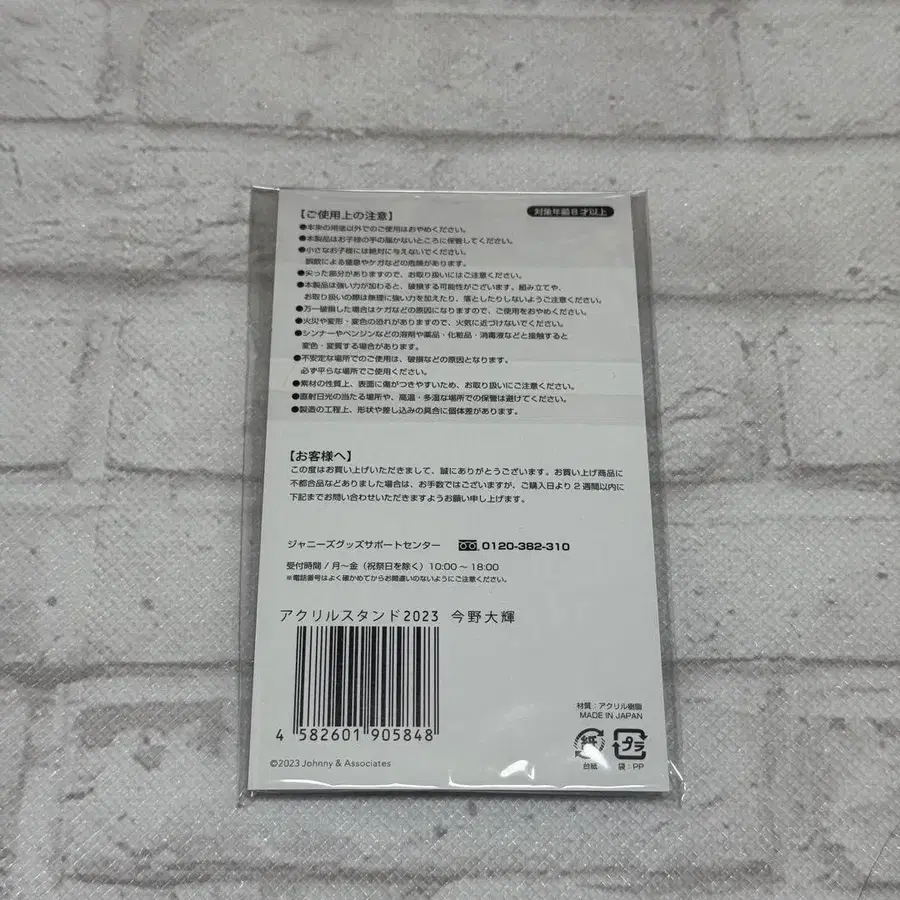 【ご使用上の注意】
対象年齢8才以上
●本来の用途以外でのご使用はおやめください。
●本製品はお子様の手の届かないところに保管してください。
●小さなお子様には絶対に与えないでください。
誤飲による窒息やケガなどの危険があります。
●尖った部分がありますので、お取り扱いにはご注意ください。
●本製品は強い力が加わると、破損する可能性がございます。組み立てや、
お取り扱いの際は無理に強い力を加えたり、落としたりしないようご注意ください。
●万一破損した場合はケガなどの原因になりますので、ご使用をおやめください。
●火災や変形・変色の恐れがありますので、火気に近づけないでください。
●シンナーやベンジンなどの溶剤や薬品・化粧品・消毒液などと接触すると
変色・変質する場合があります。
●不安定な場所でのご使用は、破損などの原因となります。
必ず平らな場所でご使用ください。
●素材の性質上、表面に傷がつきやすいため、お取り扱いにご注意ください。
●直射日光の当たる場所や、高温・多湿な場所での保管は避けてください。
●製造の工程上、形状や差し込みの具合に個体差があります。
【お客様へ】
この度はお買い上げいただきまして、誠にありがとうございます。お買い上げ商品に
不都合品などありました場合は、お手数ではございますが、ご購入日より2週間以内に
下記までお問い合わせいただきますようお願い申し上げます。
ジャニーズグッズサポートセンター 0120-382-310
受付時間/月～金（祝祭日を除く）10:00～18:00
※電話番号はよく確かめてからお間違いのないようにご注意ください。
アクリルスタンド2023 今野大輝
4 582601 905848
©2023 Johnny & Associates
材質：アクリル樹脂
MADE IN JAPAN
紙 プラ
台紙 袋：PP